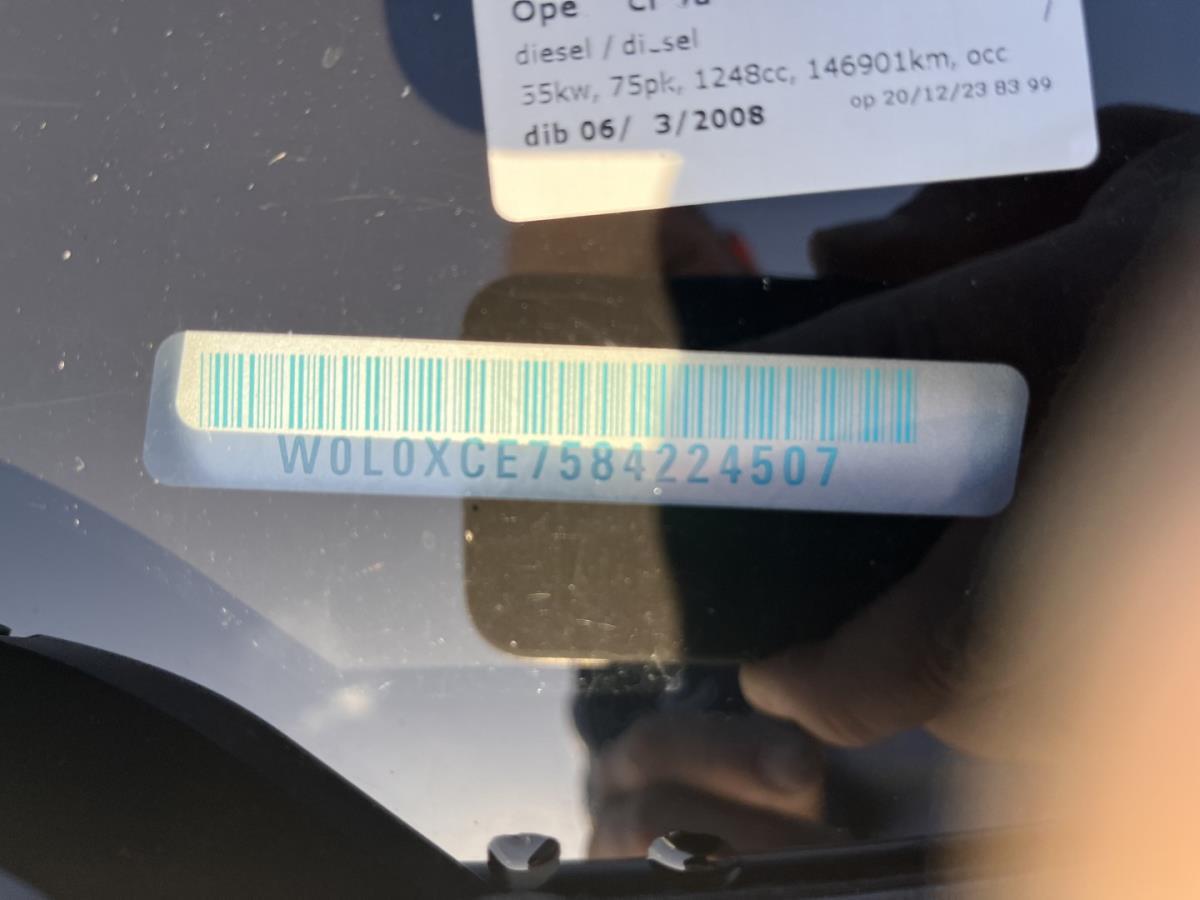 diesel / di_sel
55kw, 75pk, 1248cc, 146901km, occ
op 20/12/23 83 99
dib 06/ 3/2008
W0L0XCE7584224507